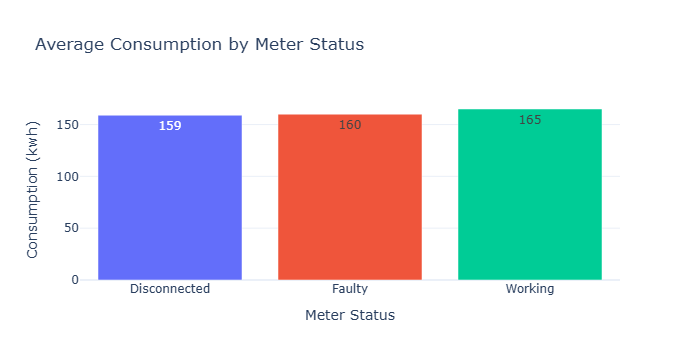 Average Consumption by Meter Status
Consumption (kwh)
150
100
50
0
159
160
165
Disconnected
Faulty
Working
Meter Status